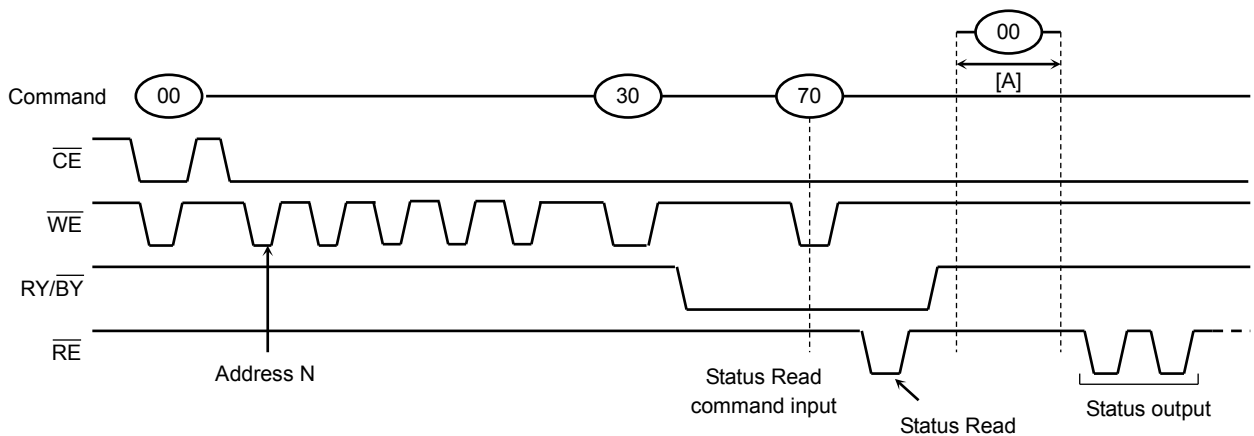 00
[A]
Command 00 30 70
CE
WE
RY/BY
RE
Address N
Status Read
command input
Status Read
Status output